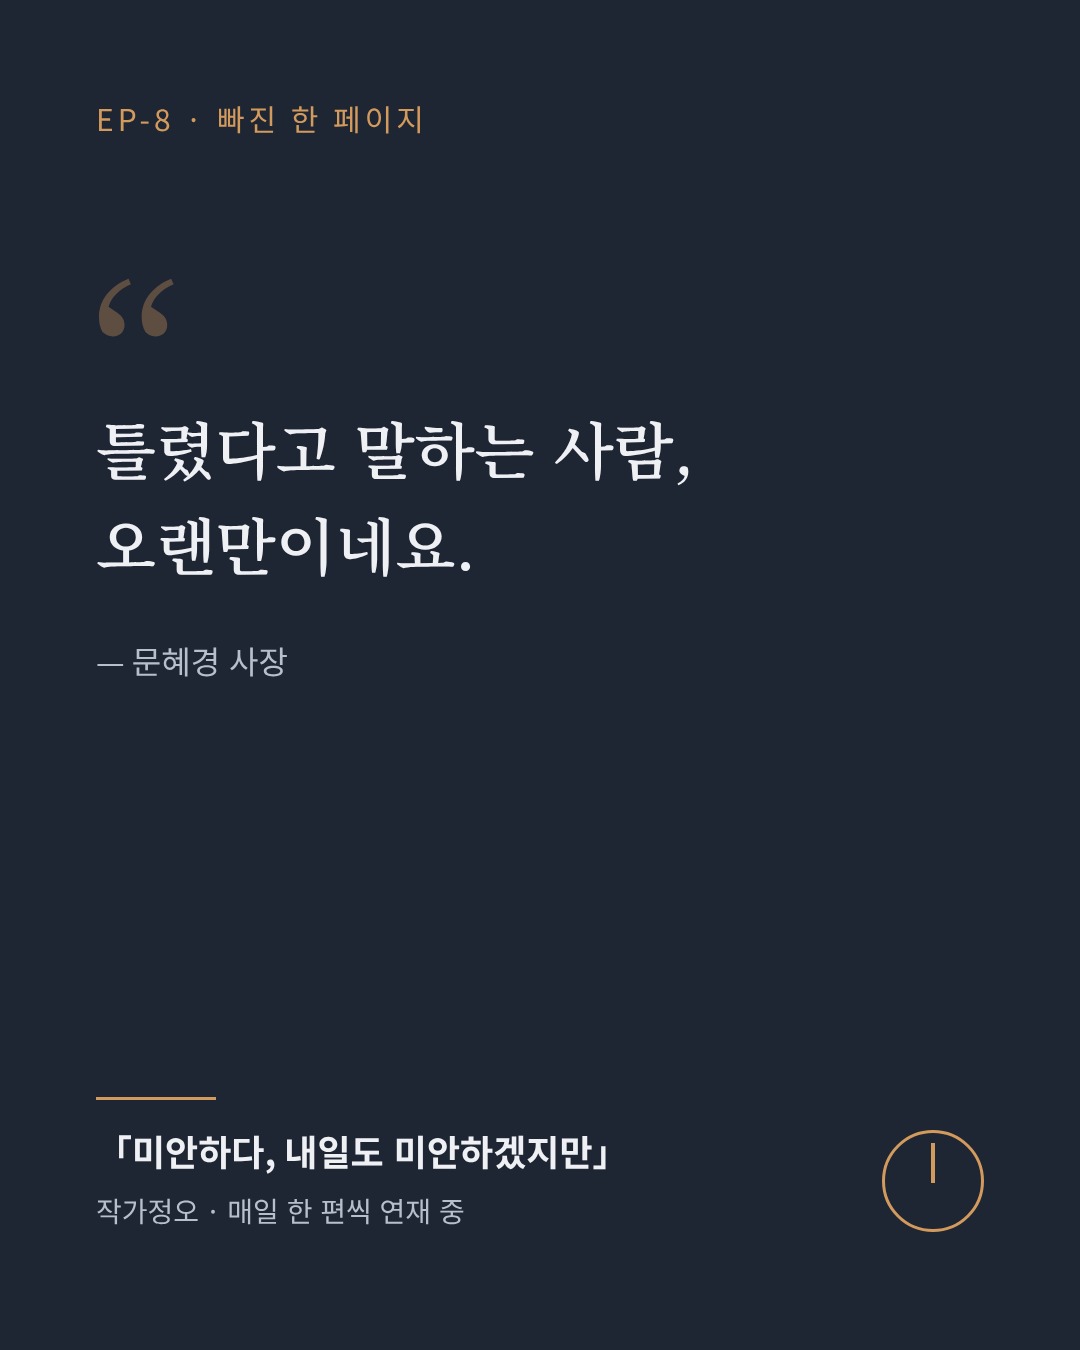 EP-8 · 빠진 한 페이지
“
틀렸다고 말하는 사람,
오랜만이네요.
— 문혜경 사장
「미안하다, 내일도 미안하겠지만」
작가정오 · 매일 한 편씩 연재 중